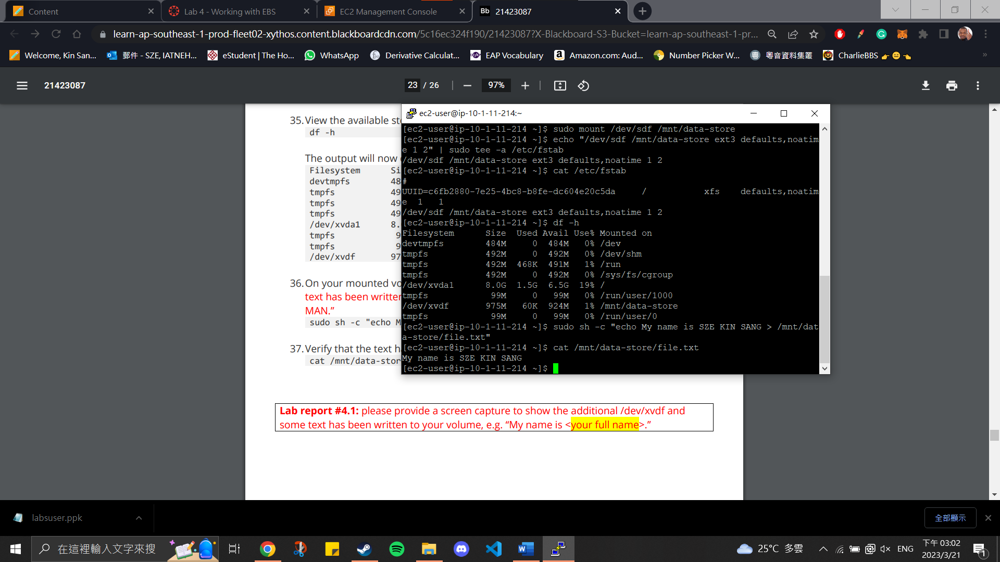 Content
Lab 4 - Working with EBS
EC2 Management Console
Bb 21423087
learn-ap-southeast-1-prod-fleet02-xythos.content.blackboardcdn.com/5c16ec324f190/21423087?X-Blackboard-S3-Bucket=learn-ap-southeast-1-pr...
Welcome, Kin San...
郵件 - SZE, IATNEH...
eStudent | The Ho...
WhatsApp
Derivative Calculat...
EAP Vocabulary
Amazon.com: Aud...
Number Picker W...
粵音資料集叢
CharlieBBS 👉😑👈
»
21423087
23 / 26
97%
35. View the available st
df -h
The output will now
Filesystem Si
devtmpfs 48
tmpfs 49
tmpfs 49
tmpfs 49
/dev/xvda1 8.
tmpfs 9
tmpfs 9
/dev/xvdf 97
36. On your mounted vo
text has been written
MAN.”
sudo sh -c "echo M
37. Verify that the text h
cat /mnt/data-stor
ec2-user@ip-10-1-11-214:~
[ec2-user@ip-10-1-11-214 ~]$ sudo mount /dev/sdf /mnt/data-store
[ec2-user@ip-10-1-11-214 ~]$ echo "/dev/sdf /mnt/data-store ext3 defaults,noatim
e 1 2" | sudo tee -a /etc/fstab
/dev/sdf /mnt/data-store ext3 defaults,noatime 1 2
[ec2-user@ip-10-1-11-214 ~]$ cat /etc/fstab
#
UUID=c6fb2880-7e25-4bc8-b8fe-dc604e20c5da / xfs defaults,noatim
e 1 1
/dev/sdf /mnt/data-store ext3 defaults,noatime 1 2
[ec2-user@ip-10-1-11-214 ~]$ df -h
Filesystem Size Used Avail Use% Mounted on
devtmpfs 484M 0 484M 0% /dev
tmpfs 492M 0 492M 0% /dev/shm
tmpfs 492M 468K 491M 1% /run
tmpfs 492M 0 492M 0% /sys/fs/cgroup
/dev/xvda1 8.0G 1.5G 6.5G 19% /
tmpfs 99M 0 99M 0% /run/user/1000
/dev/xvdf 975M 60K 924M 1% /mnt/data-store
tmpfs 99M 0 99M 0% /run/user/0
[ec2-user@ip-10-1-11-214 ~]$ sudo sh -c "echo My name is SZE KIN SANG > /mnt/dat
a-store/file.txt"
[ec2-user@ip-10-1-11-214 ~]$ cat /mnt/data-store/file.txt
My name is SZE KIN SANG
[ec2-user@ip-10-1-11-214 ~]$
Lab report #4.1: please provide a screen capture to show the additional /dev/xvdf and
some text has been written to your volume, e.g. “My name is <your full name>.”
labsuser.ppk
全部顯示
在這裡輸入文字來搜
25°C 多雲
ENG
下午 03:02
2023/3/21
1